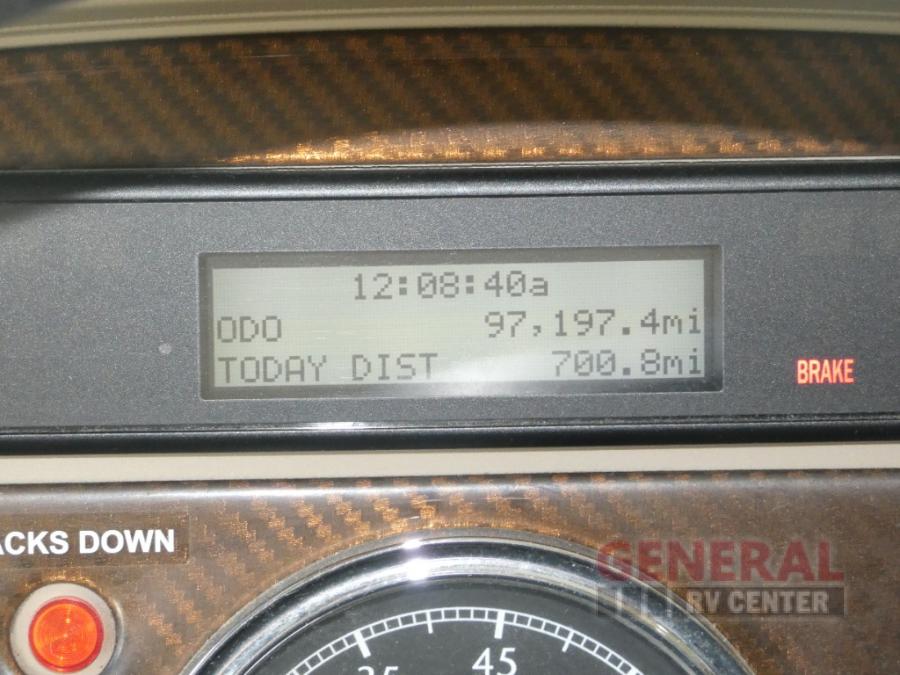 12:08:40a
ODO 97,197.4mi
TODAY DIST 700.8mi
BRAKE
ACKS DOWN
GENERAL
RV CENTER
45